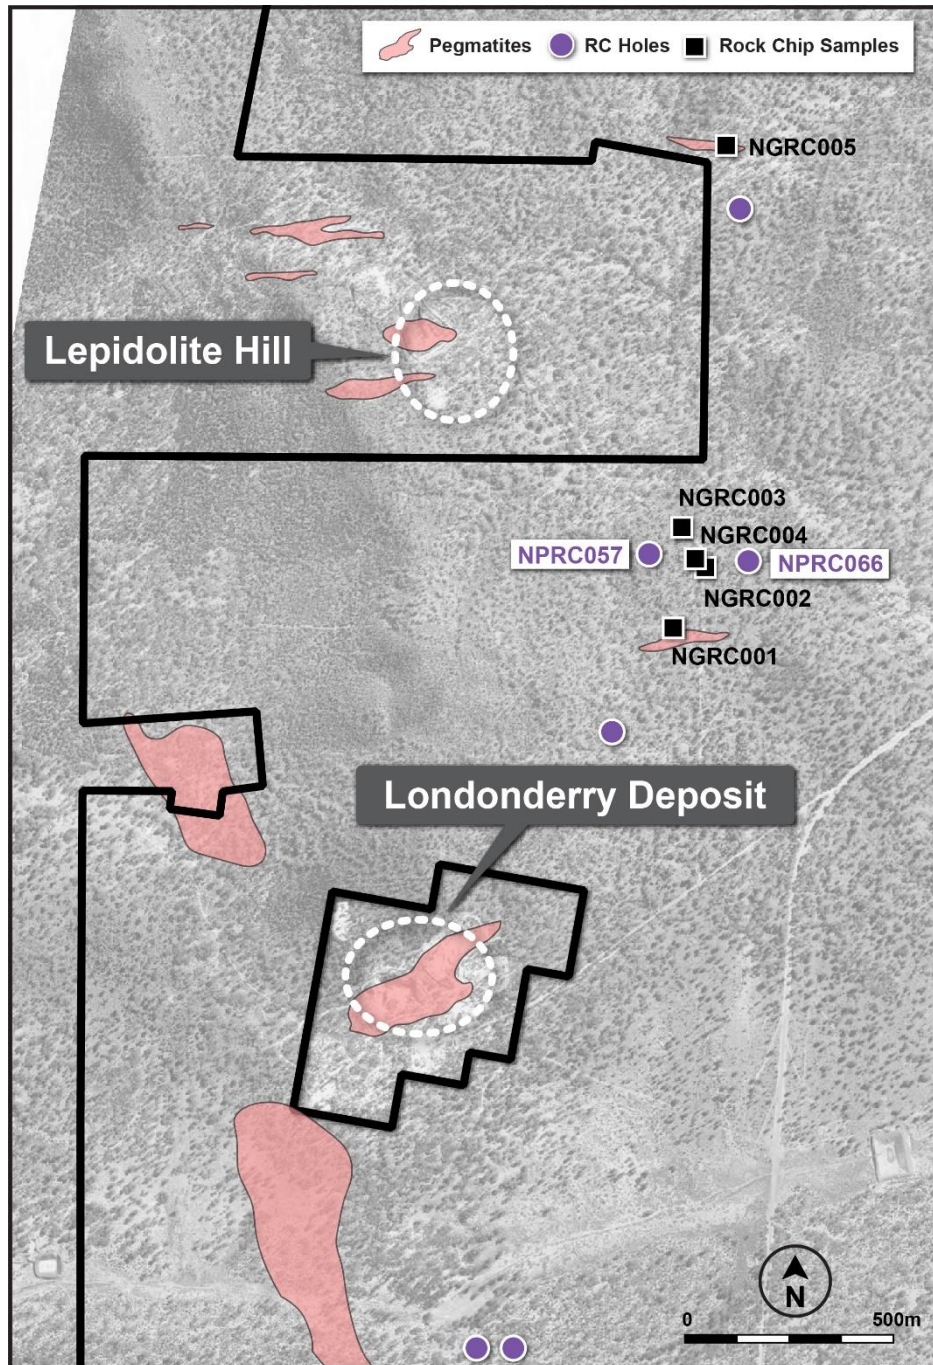 Pegmatites RC Holes Rock Chip Samples
NGRC005
Lepidolite Hill
NGRC003
NGRC004
NPRC057
NPRC066
NGRC002
NGRC001
Londonderry Deposit
N
0 500m